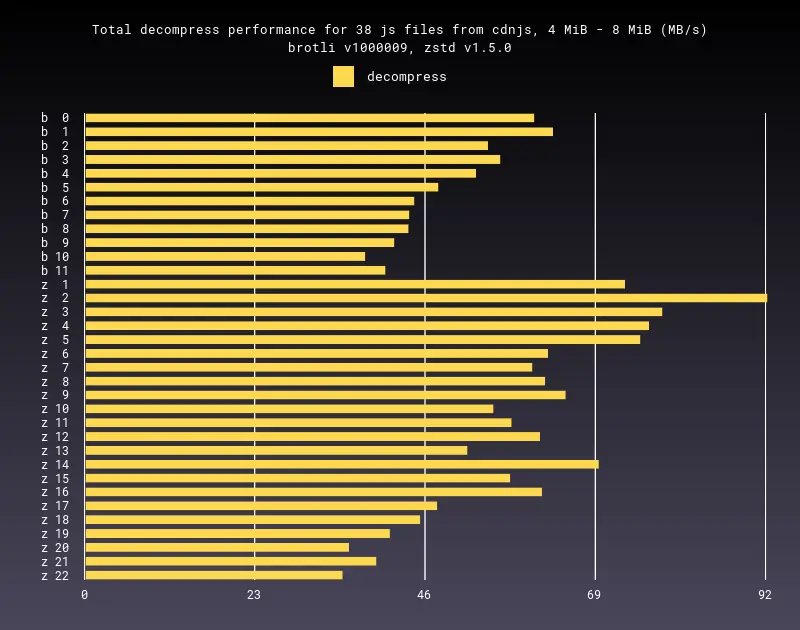 Total decompress performance for 38 js files from cdnjs, 4 MiB - 8 MiB (MB/s)
brotli v1000009, zstd v1.5.0
decompress
b  0
b  1
b  2
b  3
b  4
b  5
b  6
b  7
b  8
b  9
b 10
b 11
z  1
z  2
z  3
z  4
z  5
z  6
z  7
z  8
z  9
z 10
z 11
z 12
z 13
z 14
z 15
z 16
z 17
z 18
z 19
z 20
z 21
z 22
0 23 46 69 92